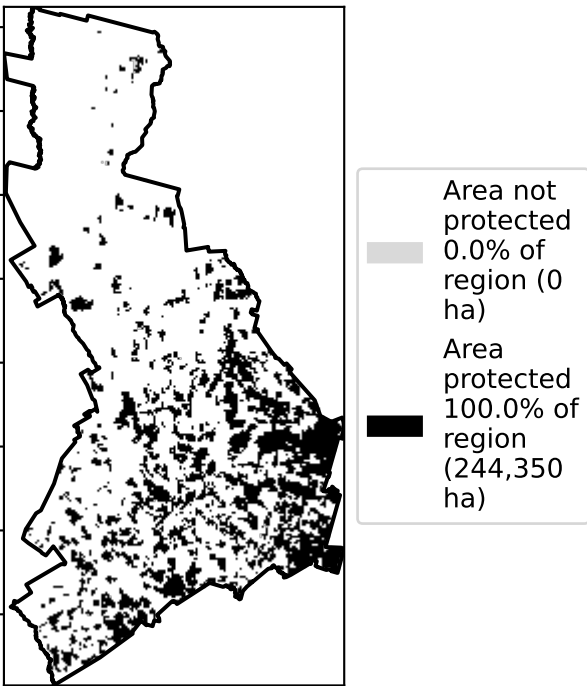 Area not
protected
0.0% of
region (0
ha)
Area
protected
100.0% of
region
(244,350
ha)